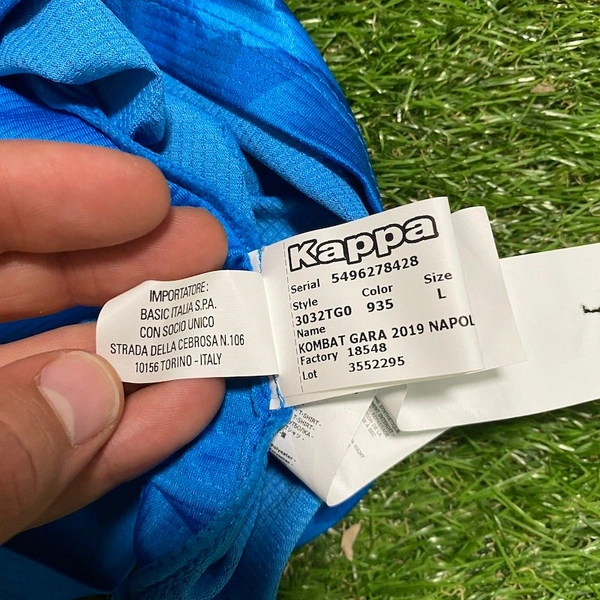 IMPORTATORE:
BASIC ITALIA S.P.A.
CON SOCIO UNICO
STRADA DELLA CEBROSA N.106
10156 TORINO - ITALY
Kappa
Serial 5496278428
Style Color Size
3032TG0 935 L
Name
KOMBAT GARA 2019 NAPOL
Factory 18548
Lot 3552295
T-SHIRT-